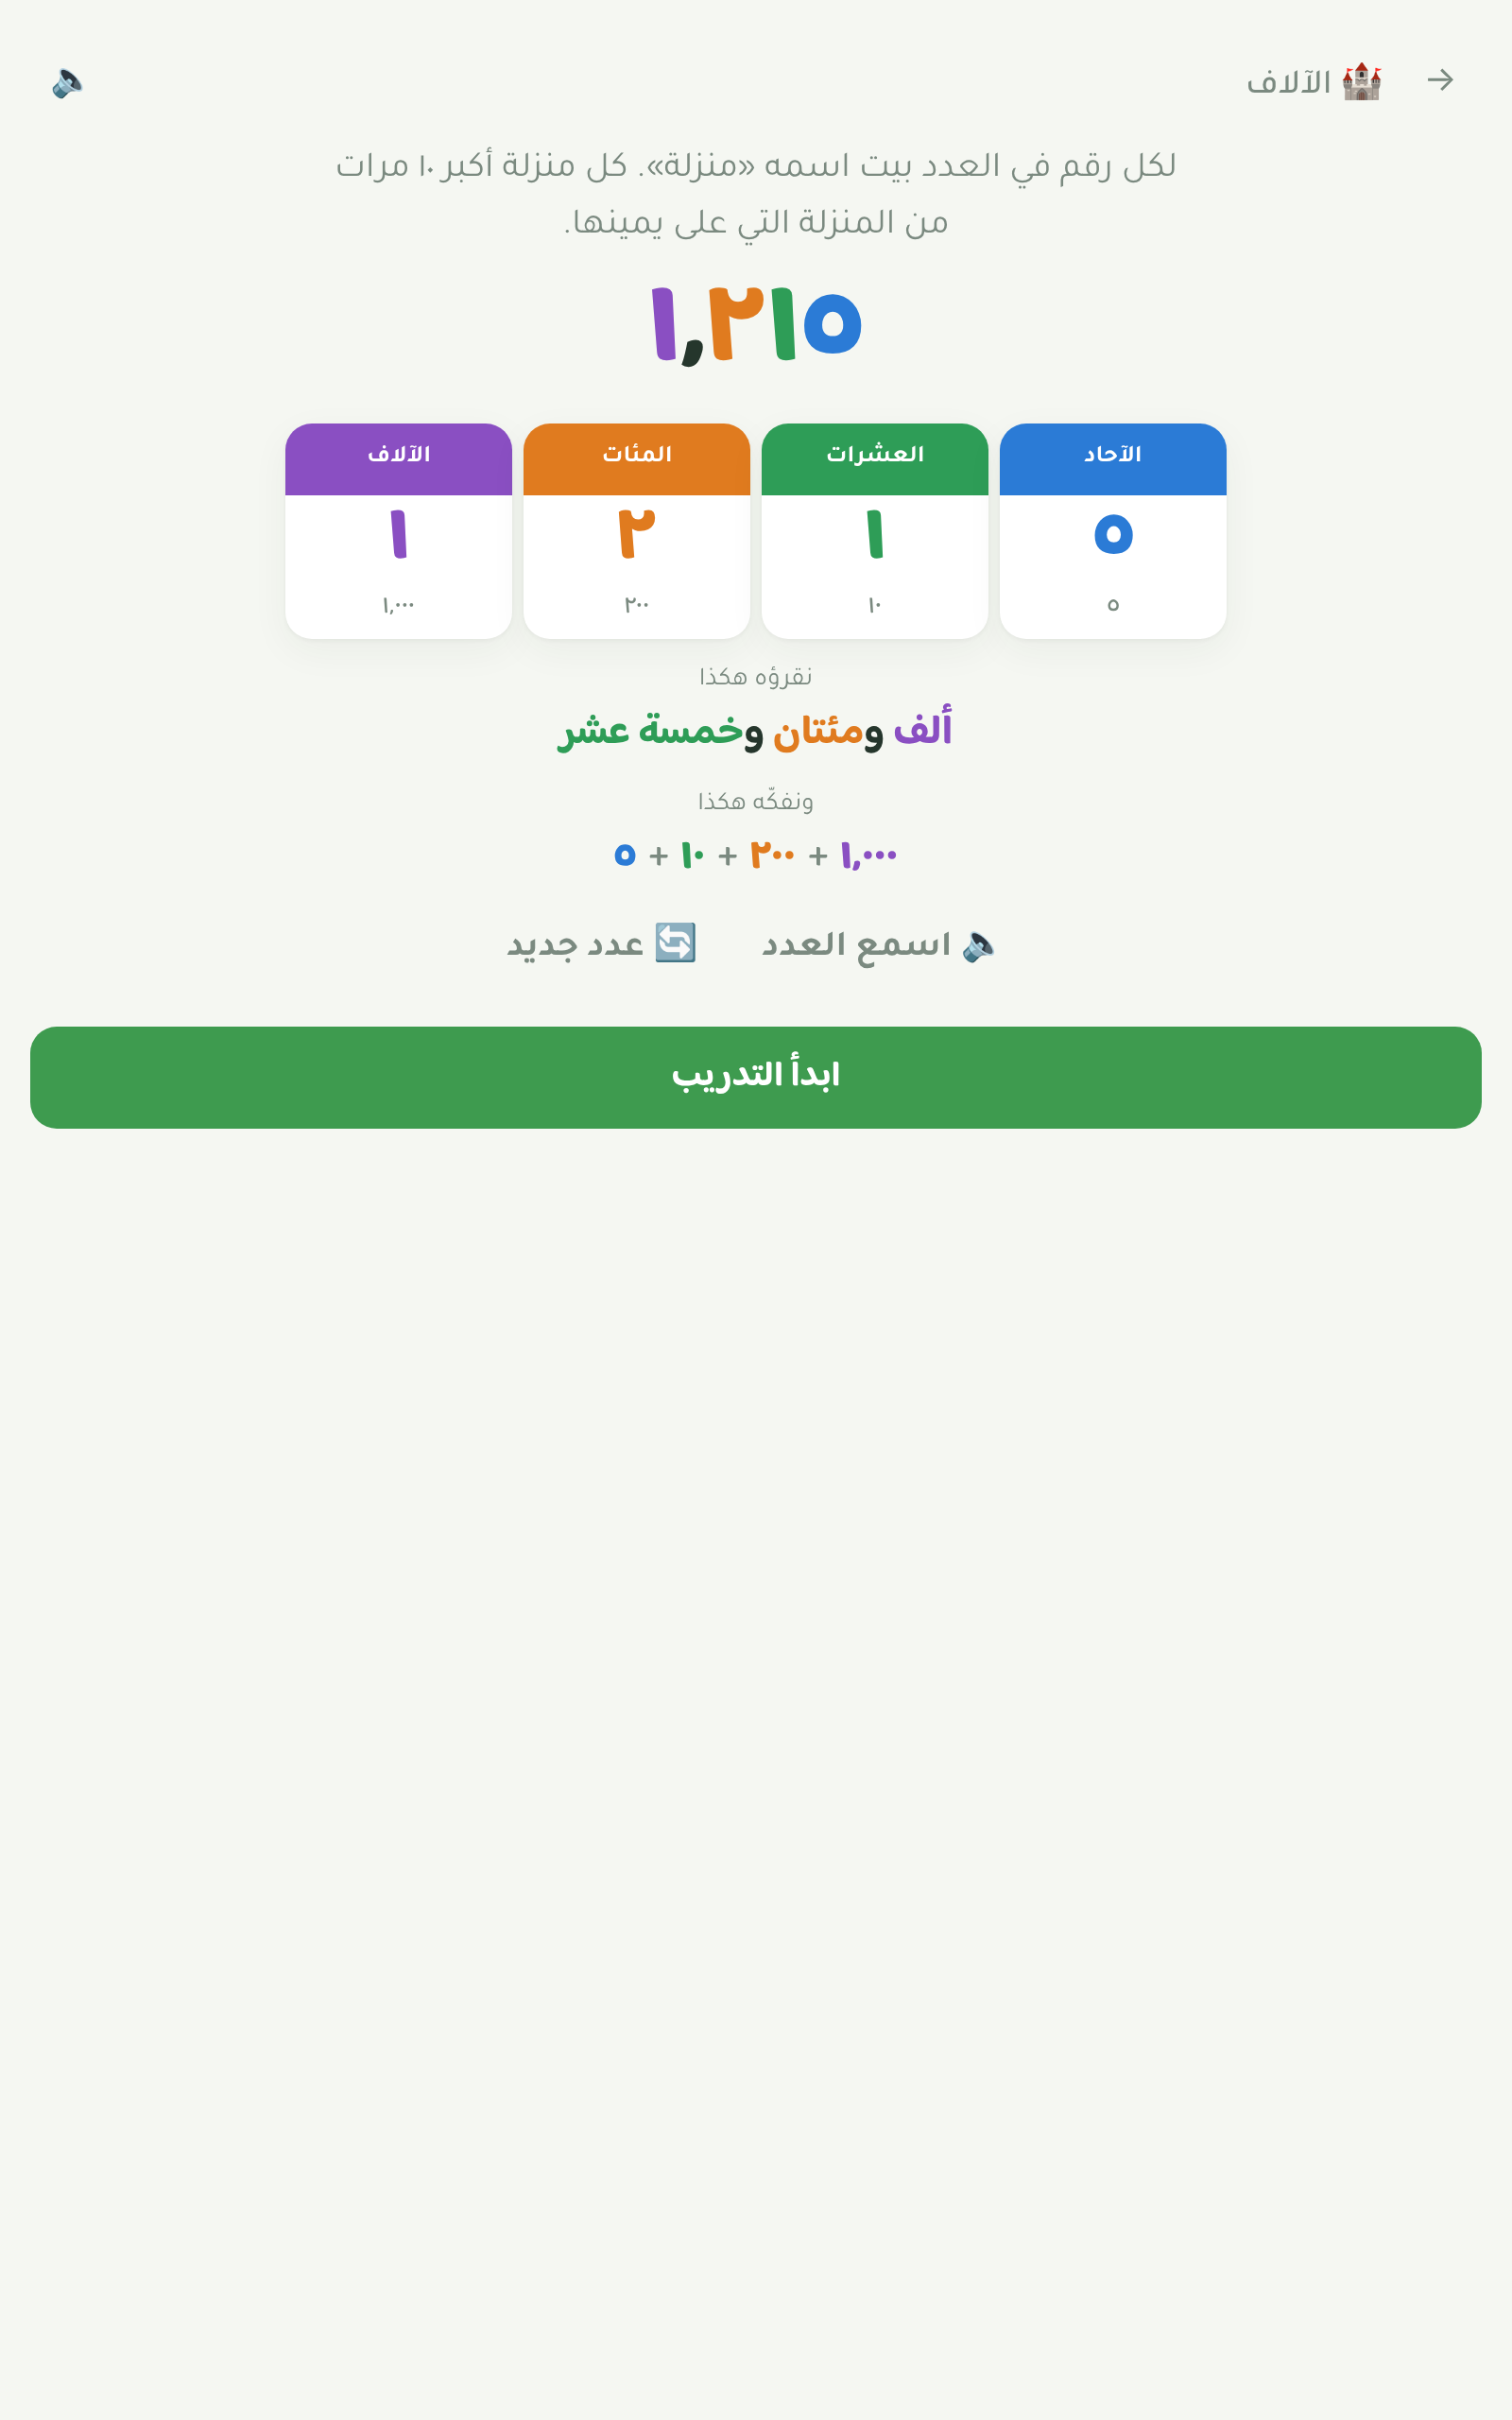 🏰 الآلاف
لكل رقم في العدد بيت اسمه «منزلة». كل منزلة أكبر ١٠ مرات
من المنزلة التي على يمينها.
١,٢١٥
الآحاد العشرات المئات الآلاف
٥ ١ ٢ ١
٥ ١٠ ٢٠٠ ١,٠٠٠
نقرؤه هكذا
ألف ومئتان وخمسة عشر
ونفكّه هكذا
١,٠٠٠ + ٢٠٠ + ١٠ + ٥
🔈 اسمع العدد 🔄 عدد جديد
ابدأ التدريب